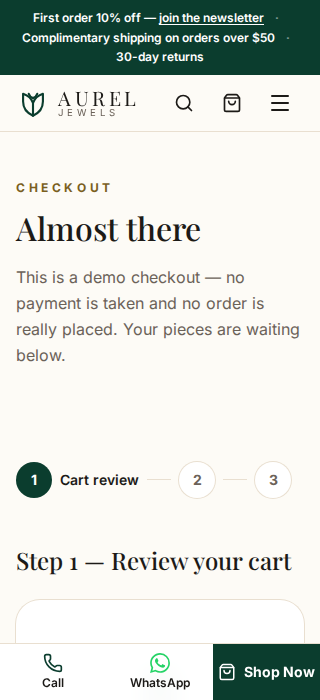 First order 10% off — join the newsletter ·
Complimentary shipping on orders over $50 ·
30-day returns
AUREL
JEWELS
CHECKOUT
Almost there
This is a demo checkout — no
payment is taken and no order is
really placed. Your pieces are waiting
below.
1 Cart review 2 3
Step 1 — Review your cart
Call WhatsApp Shop Now